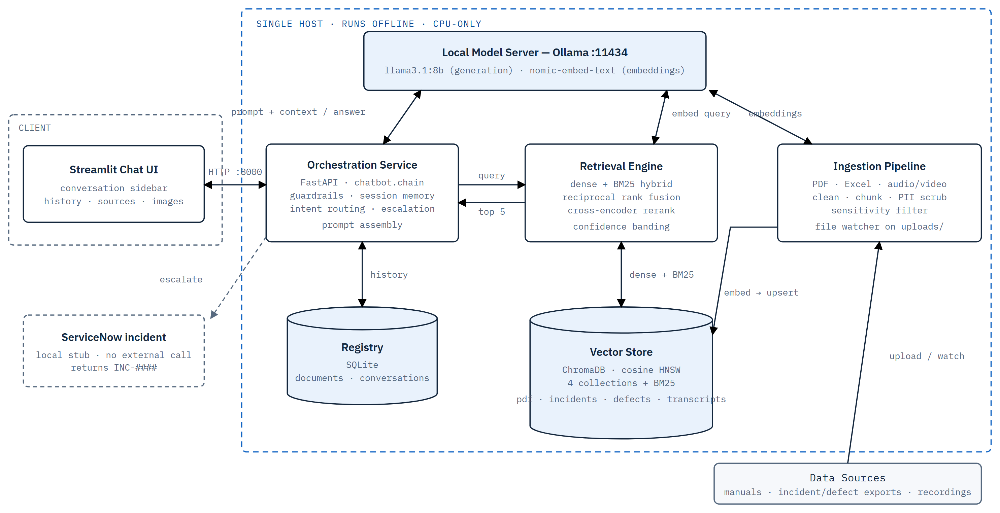 SINGLE HOST · RUNS OFFLINE · CPU-ONLY
Local Model Server — Ollama :11434
llama3.1:8b (generation) · nomic-embed-text (embeddings)
prompt + context / answer
embed query
embeddings
CLIENT
Streamlit Chat UI
conversation sidebar
history · sources · images
HTTP :8000
Orchestration Service
FastAPI · chatbot.chain
guardrails · session memory
intent routing · escalation
prompt assembly
query
top 5
Retrieval Engine
dense + BM25 hybrid
reciprocal rank fusion
cross-encoder rerank
confidence banding
Ingestion Pipeline
PDF · Excel · audio/video
clean · chunk · PII scrub
sensitivity filter
file watcher on uploads/
escalate
history
dense + BM25
embed → upsert
ServiceNow incident
local stub · no external call
returns INC-####
Registry
SQLite
documents · conversations
Vector Store
ChromaDB · cosine HNSW
4 collections + BM25
pdf · incidents · defects · transcripts
upload / watch
Data Sources
manuals · incident/defect exports · recordings